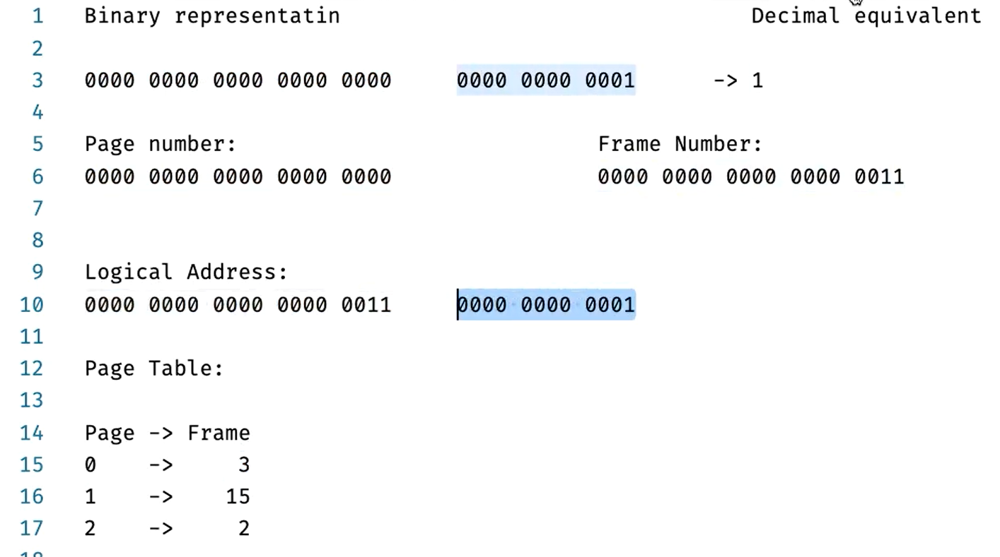 1 Binary representatin Decimal equivalent
2
3 0000 0000 0000 0000 0000 0000 0000 0001 -> 1
4
5 Page number: Frame Number:
6 0000 0000 0000 0000 0000 0000 0000 0000 0000 0011
7
8
9 Logical Address:
10 0000 0000 0000 0000 0011 0000 0000 0001
11
12 Page Table:
13
14 Page -> Frame
15 0 -> 3
16 1 -> 15
17 2 -> 2
18